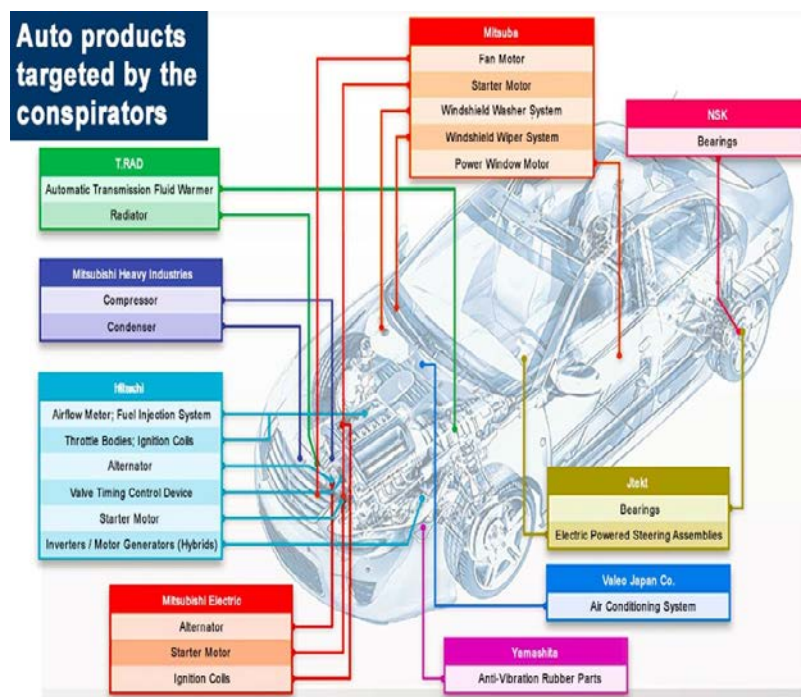 Auto products
targeted by the
conspirators
Mitsuba
Fan Motor
Starter Motor
Windshield Washer System
Windshield Wiper System
Power Window Motor
NSK
Bearings
T.RAD
Automatic Transmission Fluid Warmer
Radiator
Mitsubishi Heavy Industries
Compressor
Condenser
Hitachi
Airflow Meter; Fuel Injection System
Throttle Bodies; Ignition Coils
Alternator
Valve Timing Control Device
Starter Motor
Inverters / Motor Generators (Hybrids)
Jtekt
Bearings
Electric Powered Steering Assemblies
Valeo Japan Co.
Air Conditioning System
Mitsubishi Electric
Alternator
Starter Motor
Ignition Coils
Yamashita
Anti-Vibration Rubber Parts